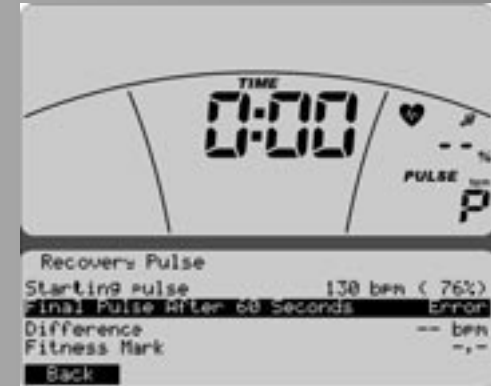 TIME
0:00
--%
PULSE bpm
P
Recovery Pulse
Starting pulse 130 bpm ( 76%)
Final Pulse After 60 Seconds Error
Difference -- bpm
Fitness Mark -,-
Back